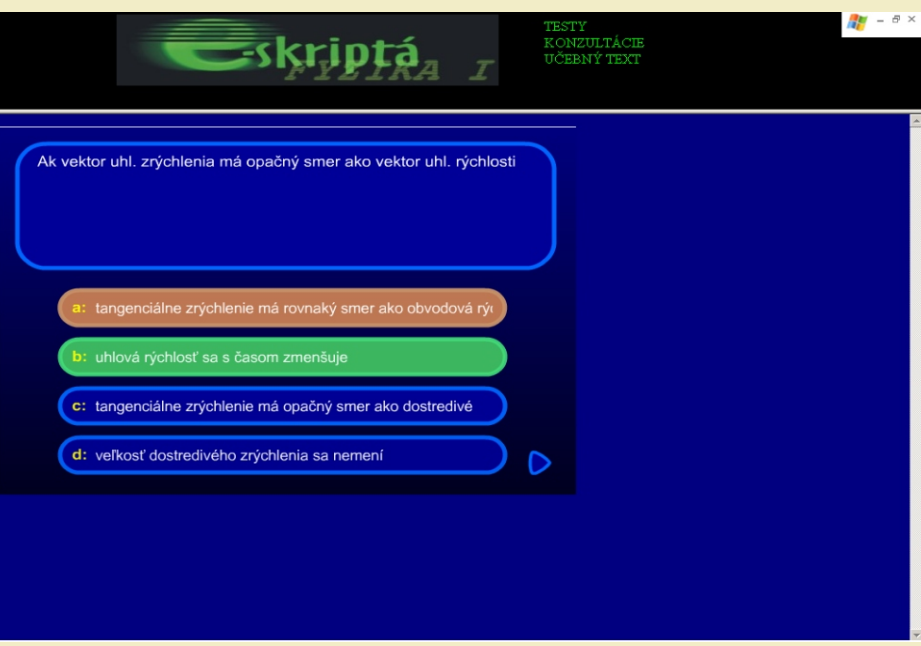 e-skriptá
FYZIKA I
TESTY
KONZULTÁCIE
UČEBNÝ TEXT
Ak vektor uhl. zrýchlenia má opačný smer ako vektor uhl. rýchlosti
a: tangenciálne zrýchlenie má rovnaký smer ako obvodová
b: uhlová rýchlosť sa s časom zmenšuje
c: tangenciálne zrýchlenie má opačný smer ako dostredivé
d: veľkosť dostredivého zrýchlenia sa nemení